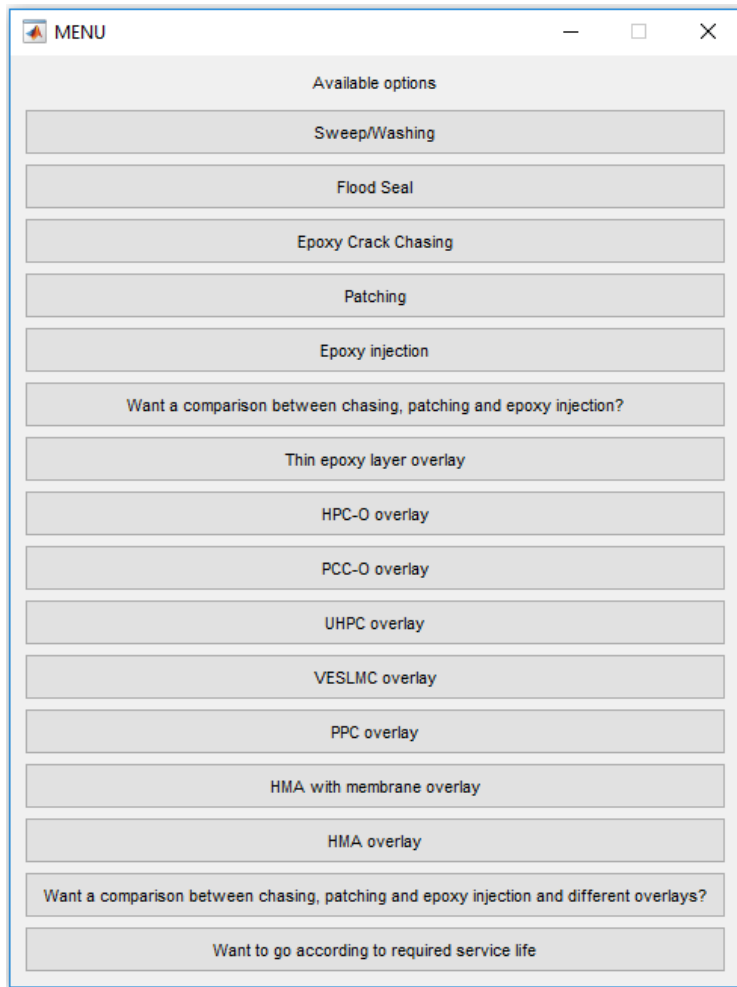 MENU
Available options
Sweep/Washing
Flood Seal
Epoxy Crack Chasing
Patching
Epoxy injection
Want a comparison between chasing, patching and epoxy injection?
Thin epoxy layer overlay
HPC-O overlay
PCC-O overlay
UHPC overlay
VESLMC overlay
PPC overlay
HMA with membrane overlay
HMA overlay
Want a comparison between chasing, patching and epoxy injection and different overlays?
Want to go according to required service life